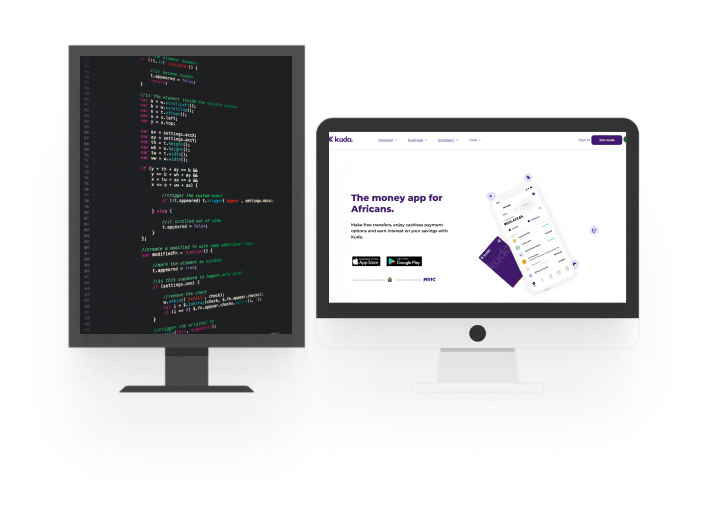 //it became hidden
t.appeared = false;
return;
}
//is the element inside the visible window?
var a = w.scrollLeft();
var b = w.scrollTop();
var o = t.offset();
var x = o.left;
var y = o.top;
var ax = settings.accX;
var ay = settings.accY;
var th = t.height();
var wh = w.height();
var tw = t.width();
var ww = w.width();
if (y + th + ay >= b &&
y <= b + wh + ay &&
x + tw + ax >= a &&
x <= a + ww + ax) {
//trigger the custom event
if (!t.appeared) t.trigger('appear', settings.data);
} else {
//it scrolled out of view
t.appeared = false;
}
};
//create a modified fn with some additional logic
var modifiedFn = function() {
//mark the element as visible
t.appeared = true;
//is this supposed to happen only once?
if (settings.one) {
//remove the check
w.unbind('scroll', check);
var i = $.inArray(check, $.fn.appear.checks);
if (i >= 0) $.fn.appear.checks.splice(i, 1);
}
//trigger the original fn
kuda.
Personal
Business
Company
Help
Sign in
Join Kuda
The money app for
Africans.
Make free transfers, enjoy cashless payment
options and earn interest on your savings with
Kuda.
App Store
Google Play
NDIC
kuda.